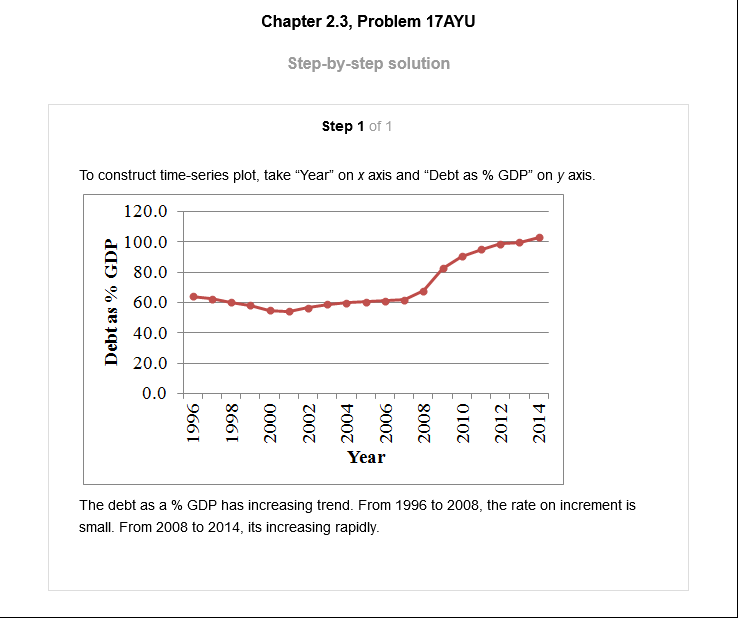 Chapter 2.3, Problem 17AYU
Step-by-step solution
Step 1 of 1
To construct time-series plot, take “Year” on x axis and “Debt as % GDP” on y axis.
120.0
100.0
80.0
60.0
40.0
20.0
0.0
Debt as % GDP
1996
1998
2000
2002
2004
2006
2008
2010
2012
2014
Year
The debt as a % GDP has increasing trend. From 1996 to 2008, the rate on increment is
small. From 2008 to 2014, its increasing rapidly.